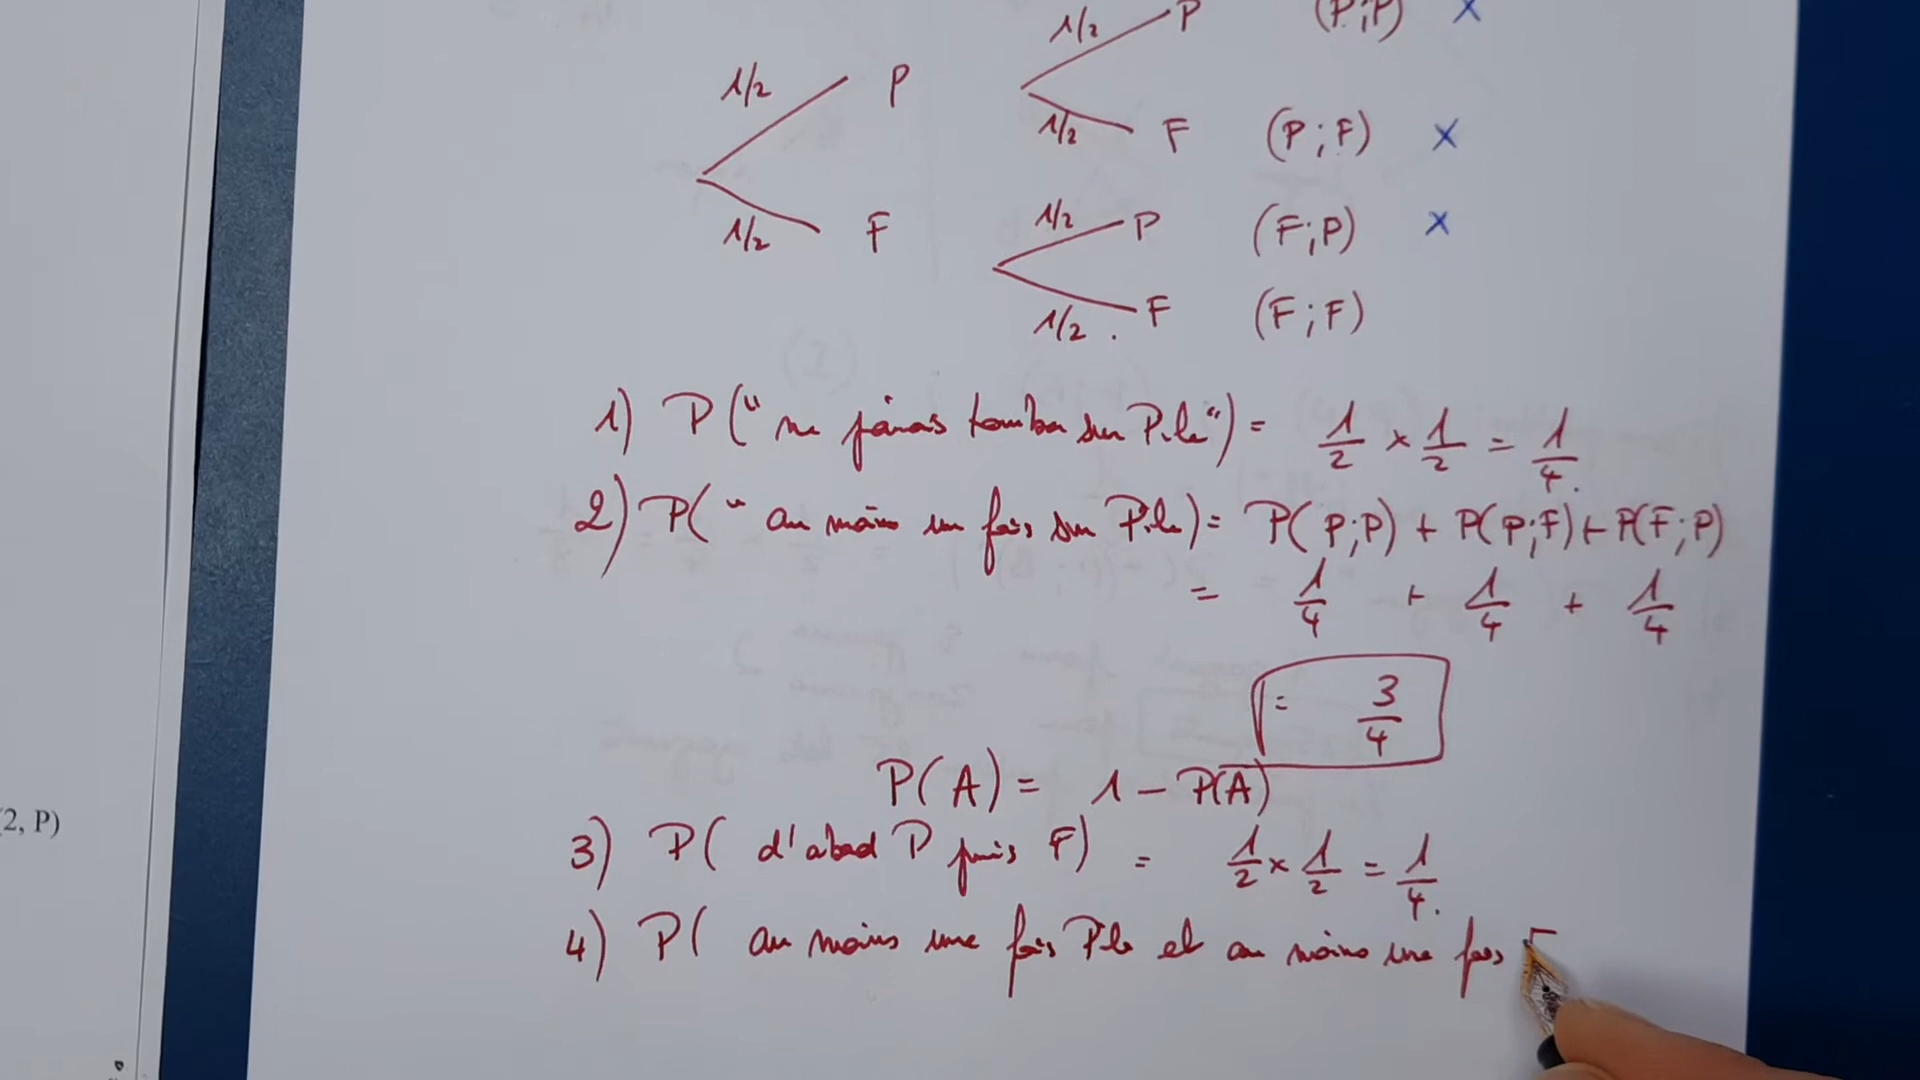 1/2 P (P;P) X
1/2 P
1/2 F (P;F) X
1/2 P (F;P) X
1/2 F
1/2 F (F;F)
1) P(" ne jamais tomber sur Pile") = 1/2 × 1/2 = 1/4.
2) P(" au moins un fois sur Pile) = P(P;P) + P(P;F) + P(F;P)
= 1/4 + 1/4 + 1/4
= 3/4
P(A) = 1 - P(A)
3) P( d'abord P puis F) = 1/2 × 1/2 = 1/4.
4) P( au moins une fois Pile et au moins une fois F
2, P)